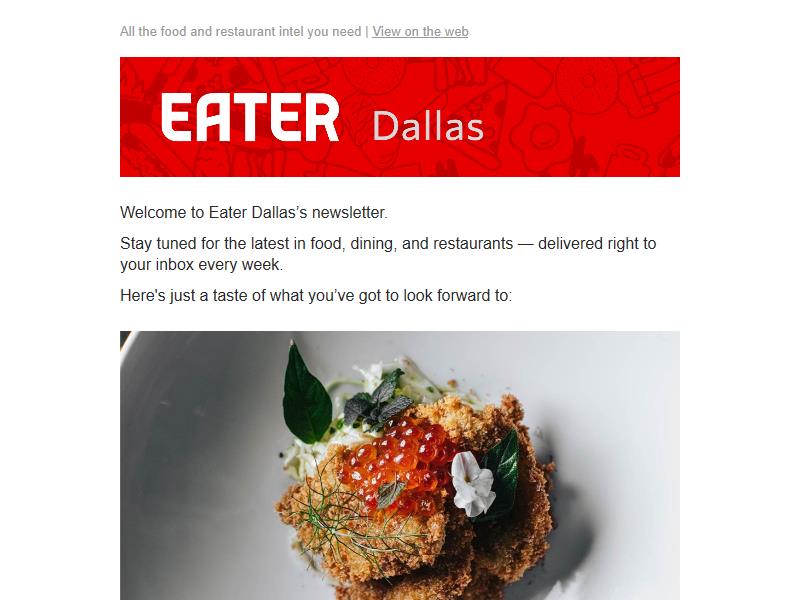 All the food and restaurant intel you need | View on the web
EATER Dallas
Welcome to Eater Dallas’s newsletter.
Stay tuned for the latest in food, dining, and restaurants — delivered right to
your inbox every week.
Here's just a taste of what you’ve got to look forward to: